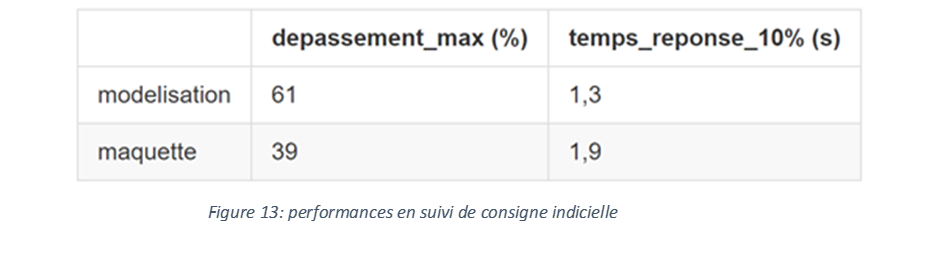 depassement_max (%) temps_reponse_10% (s)
modelisation 61 1,3
maquette 39 1,9
Figure 13: performances en suivi de consigne indicielle